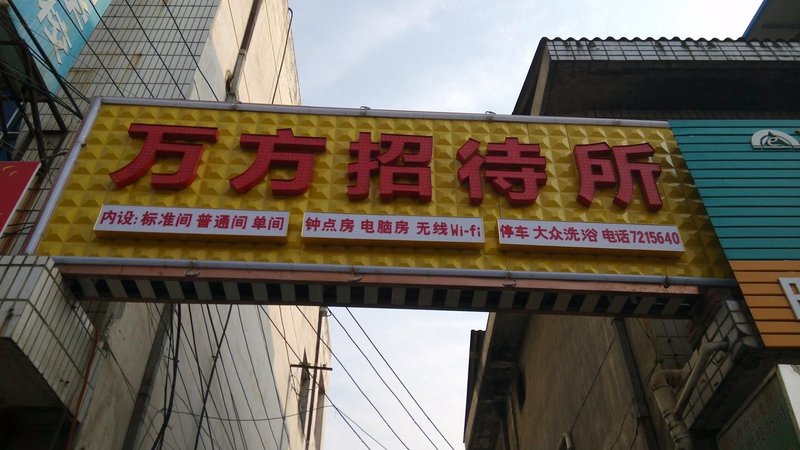 万方招待所
内设:标准间 普通间 单间
钟点房 电脑房 无线Wi-fi
停车 大众洗浴 电话7215640